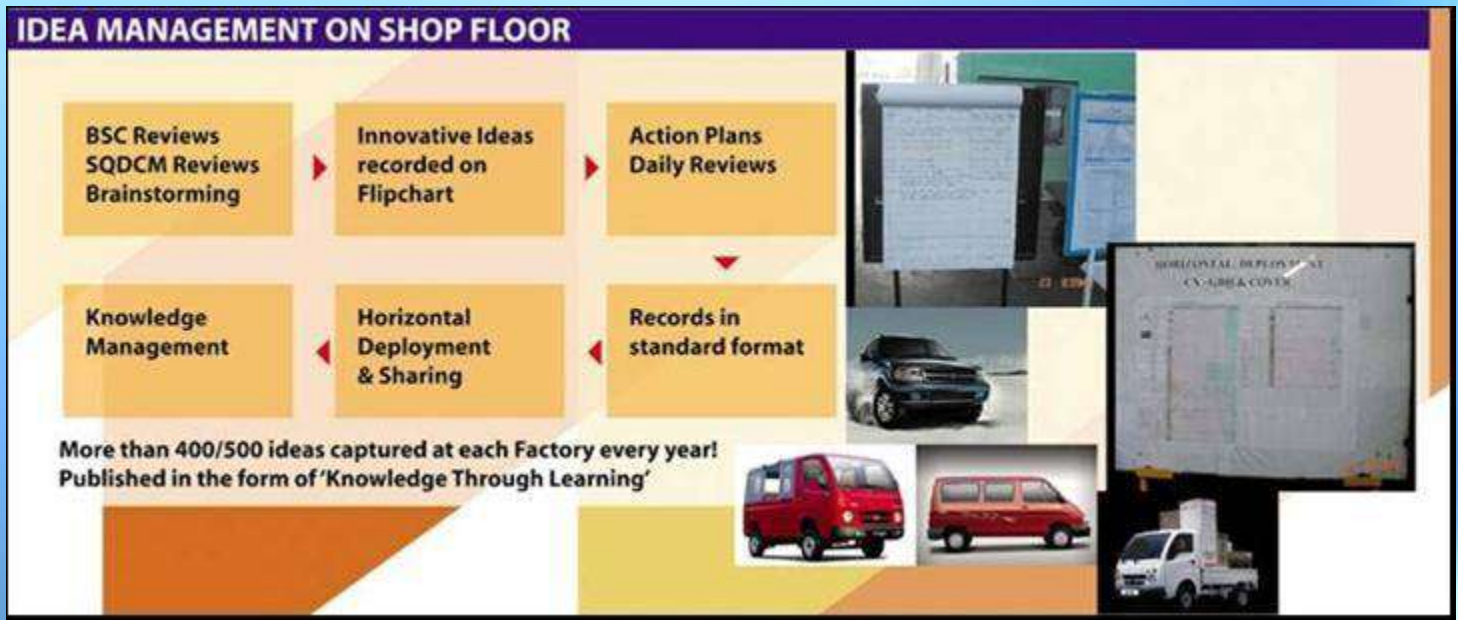 IDEA MANAGEMENT ON SHOP FLOOR
BSC Reviews
SQDCM Reviews
Brainstorming
Innovative Ideas
recorded on
Flipchart
Action Plans
Daily Reviews
Knowledge
Management
Horizontal
Deployment
& Sharing
Records in
standard format
More than 400/500 ideas captured at each Factory every year!
Published in the form of 'Knowledge Through Learning'
HORIZONTAL DEPLOYMENT
& COVER